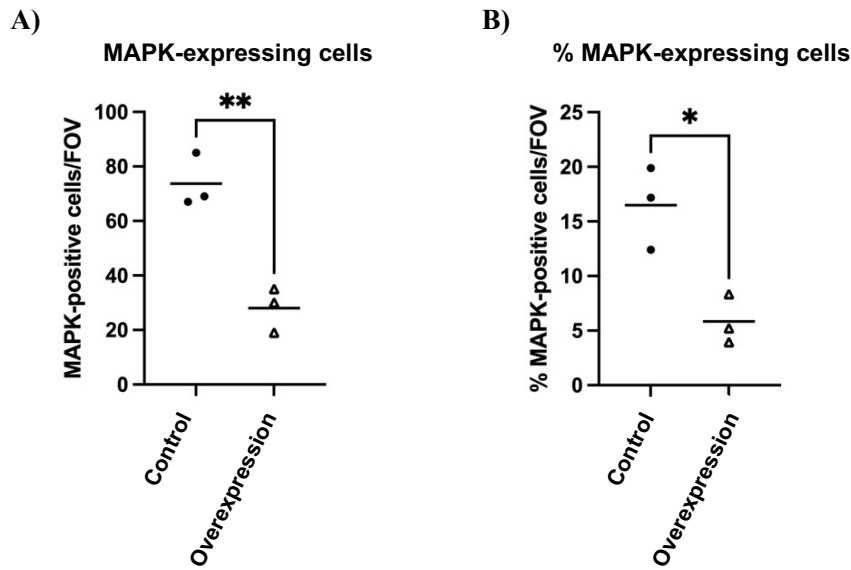 A)
MAPK-expressing cells
MAPK-positive cells/FOV
100
80
60
40
20
0
**
Control
Overexpression
B)
% MAPK-expressing cells
% MAPK-positive cells/FOV
25
20
15
10
5
0
*
Control
Overexpression